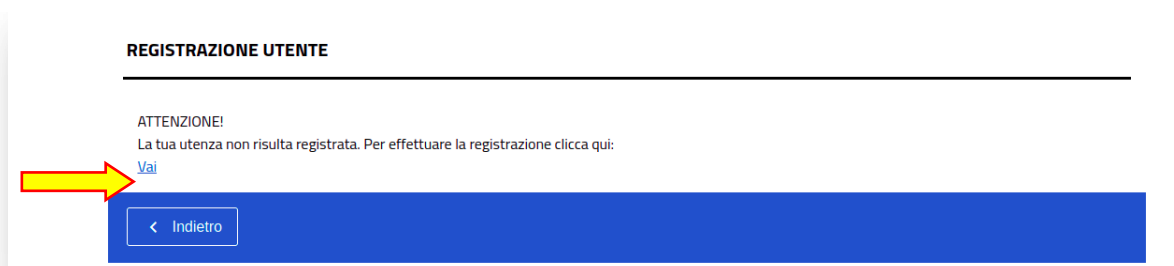 REGISTRAZIONE UTENTE
ATTENZIONE!
La tua utenza non risulta registrata. Per effettuare la registrazione clicca qui:
Vai
Indietro